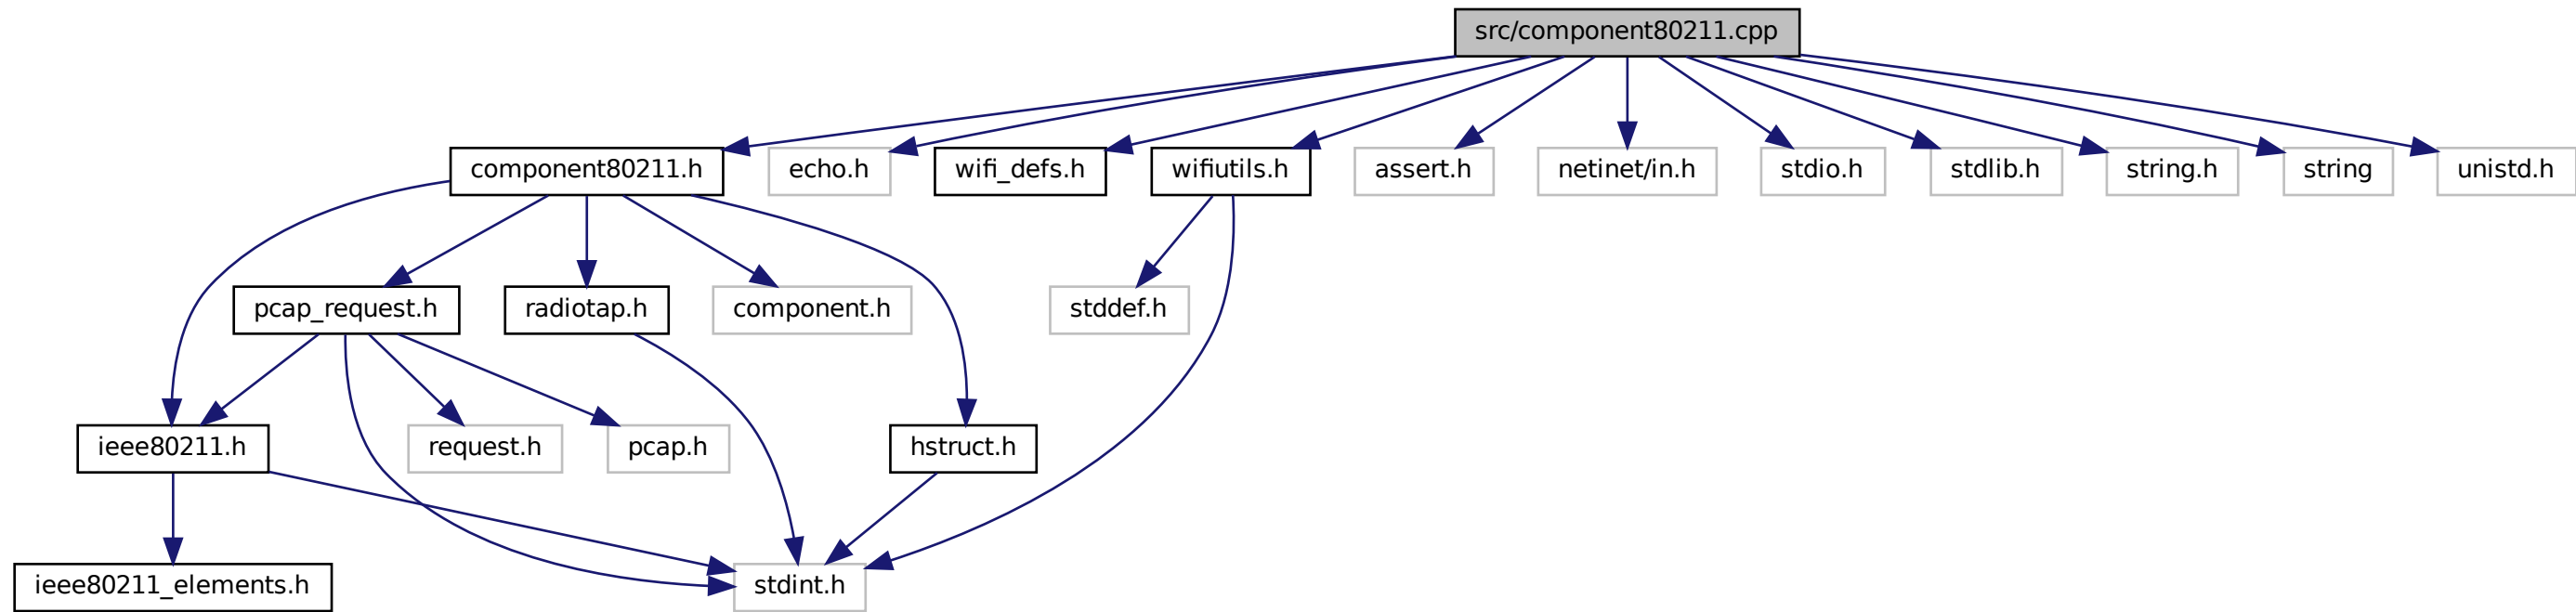 src/component80211.cpp
component80211.h
echo.h
wifi_defs.h
wifiutils.h
assert.h
netinet/in.h
stdio.h
stdlib.h
string.h
string
unistd.h
pcap_request.h
radiotap.h
component.h
stddef.h
ieee80211.h
request.h
pcap.h
hstruct.h
ieee80211_elements.h
stdint.h